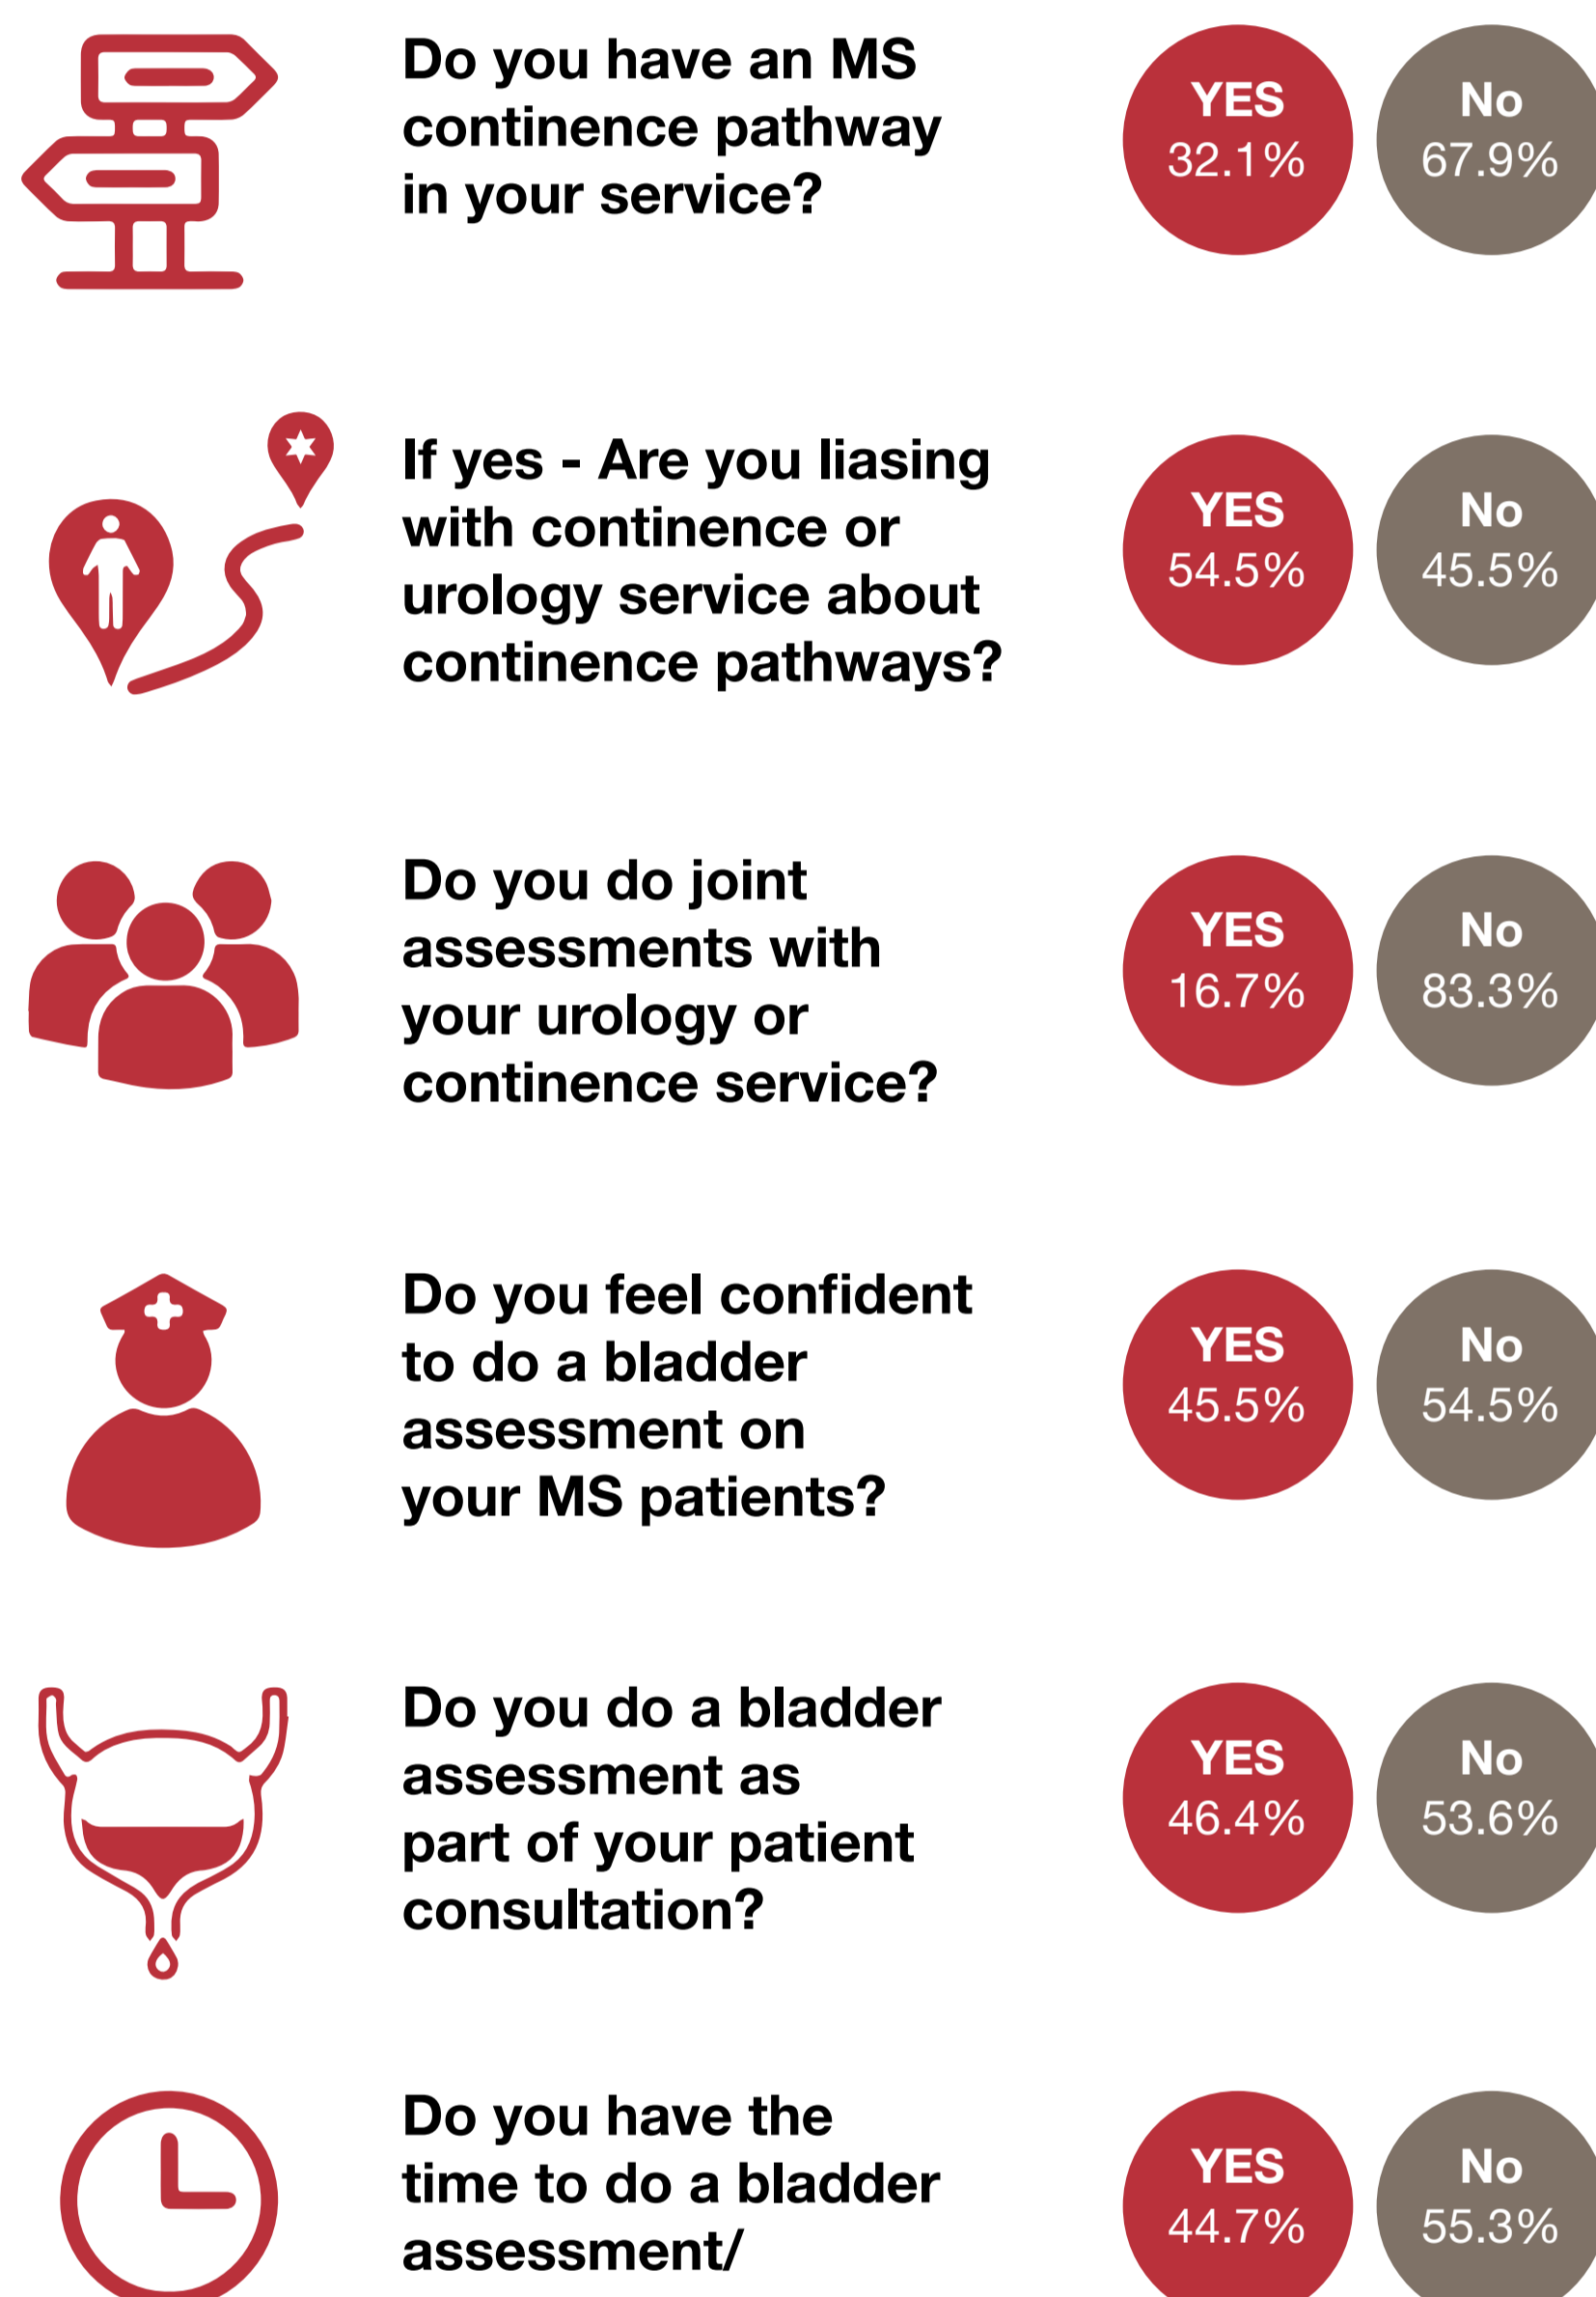 Do you have an MS
continence pathway
in your service?
YES
32.1%
No
67.9%
If yes - Are you liasing
with continence or
urology service about
continence pathways?
YES
54.5%
No
45.5%
Do you do joint
assessments with
your urology or
continence service?
YES
16.7%
No
83.3%
Do you feel confident
to do a bladder
assessment on
your MS patients?
YES
45.5%
No
54.5%
Do you do a bladder
assessment as
part of your patient
consultation?
YES
46.4%
No
53.6%
Do you have the
time to do a bladder
assessment/
YES
44.7%
No
55.3%